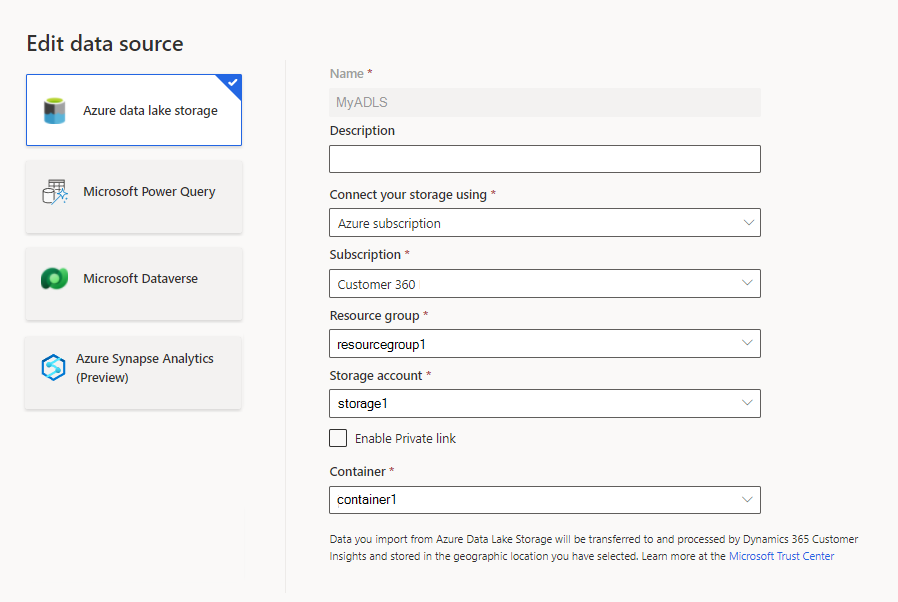 Edit data source
Azure data lake storage
Microsoft Power Query
Microsoft Dataverse
Azure Synapse Analytics
(Preview)
Name *
MyADLS
Description
Connect your storage using *
Azure subscription
Subscription *
Customer 360
Resource group *
resourcegroup1
Storage account *
storage1
Enable Private link
Container *
container1
Data you import from Azure Data Lake Storage will be transferred to and processed by Dynamics 365 Customer
Insights and stored in the geographic location you have selected. Learn more at the Microsoft Trust Center